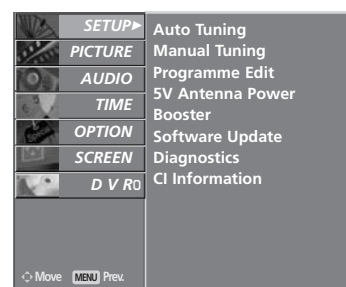 SETUP
PICTURE
AUDIO
TIME
OPTION
SCREEN
D V R
Auto Tuning
Manual Tuning
Programme Edit
5V Antenna Power
Booster
Software Update
Diagnostics
CI Information
Move MENU Prev.